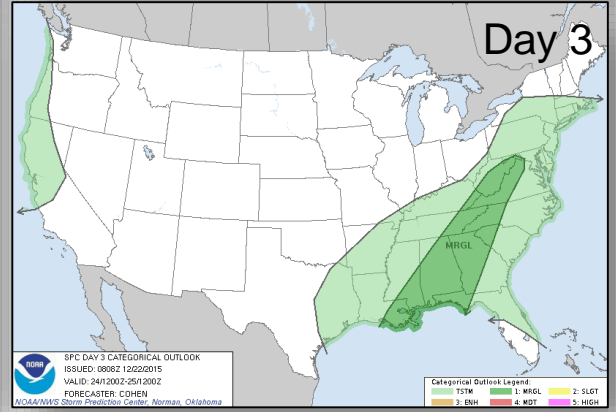 Day 3
MRGL
NOAA
SPC DAY 3 CATEGORICAL OUTLOOK
ISSUED: 0808Z 12/22/2015
VALID: 24/1200Z-25/1200Z
FORECASTER: COHEN
NOAA/NWS Storm Prediction Center, Norman, Oklahoma
Categorical Outlook Legend:
TSTM 1: MRGL 2: SLGT
3: ENH 4: MDT 5: HIGH